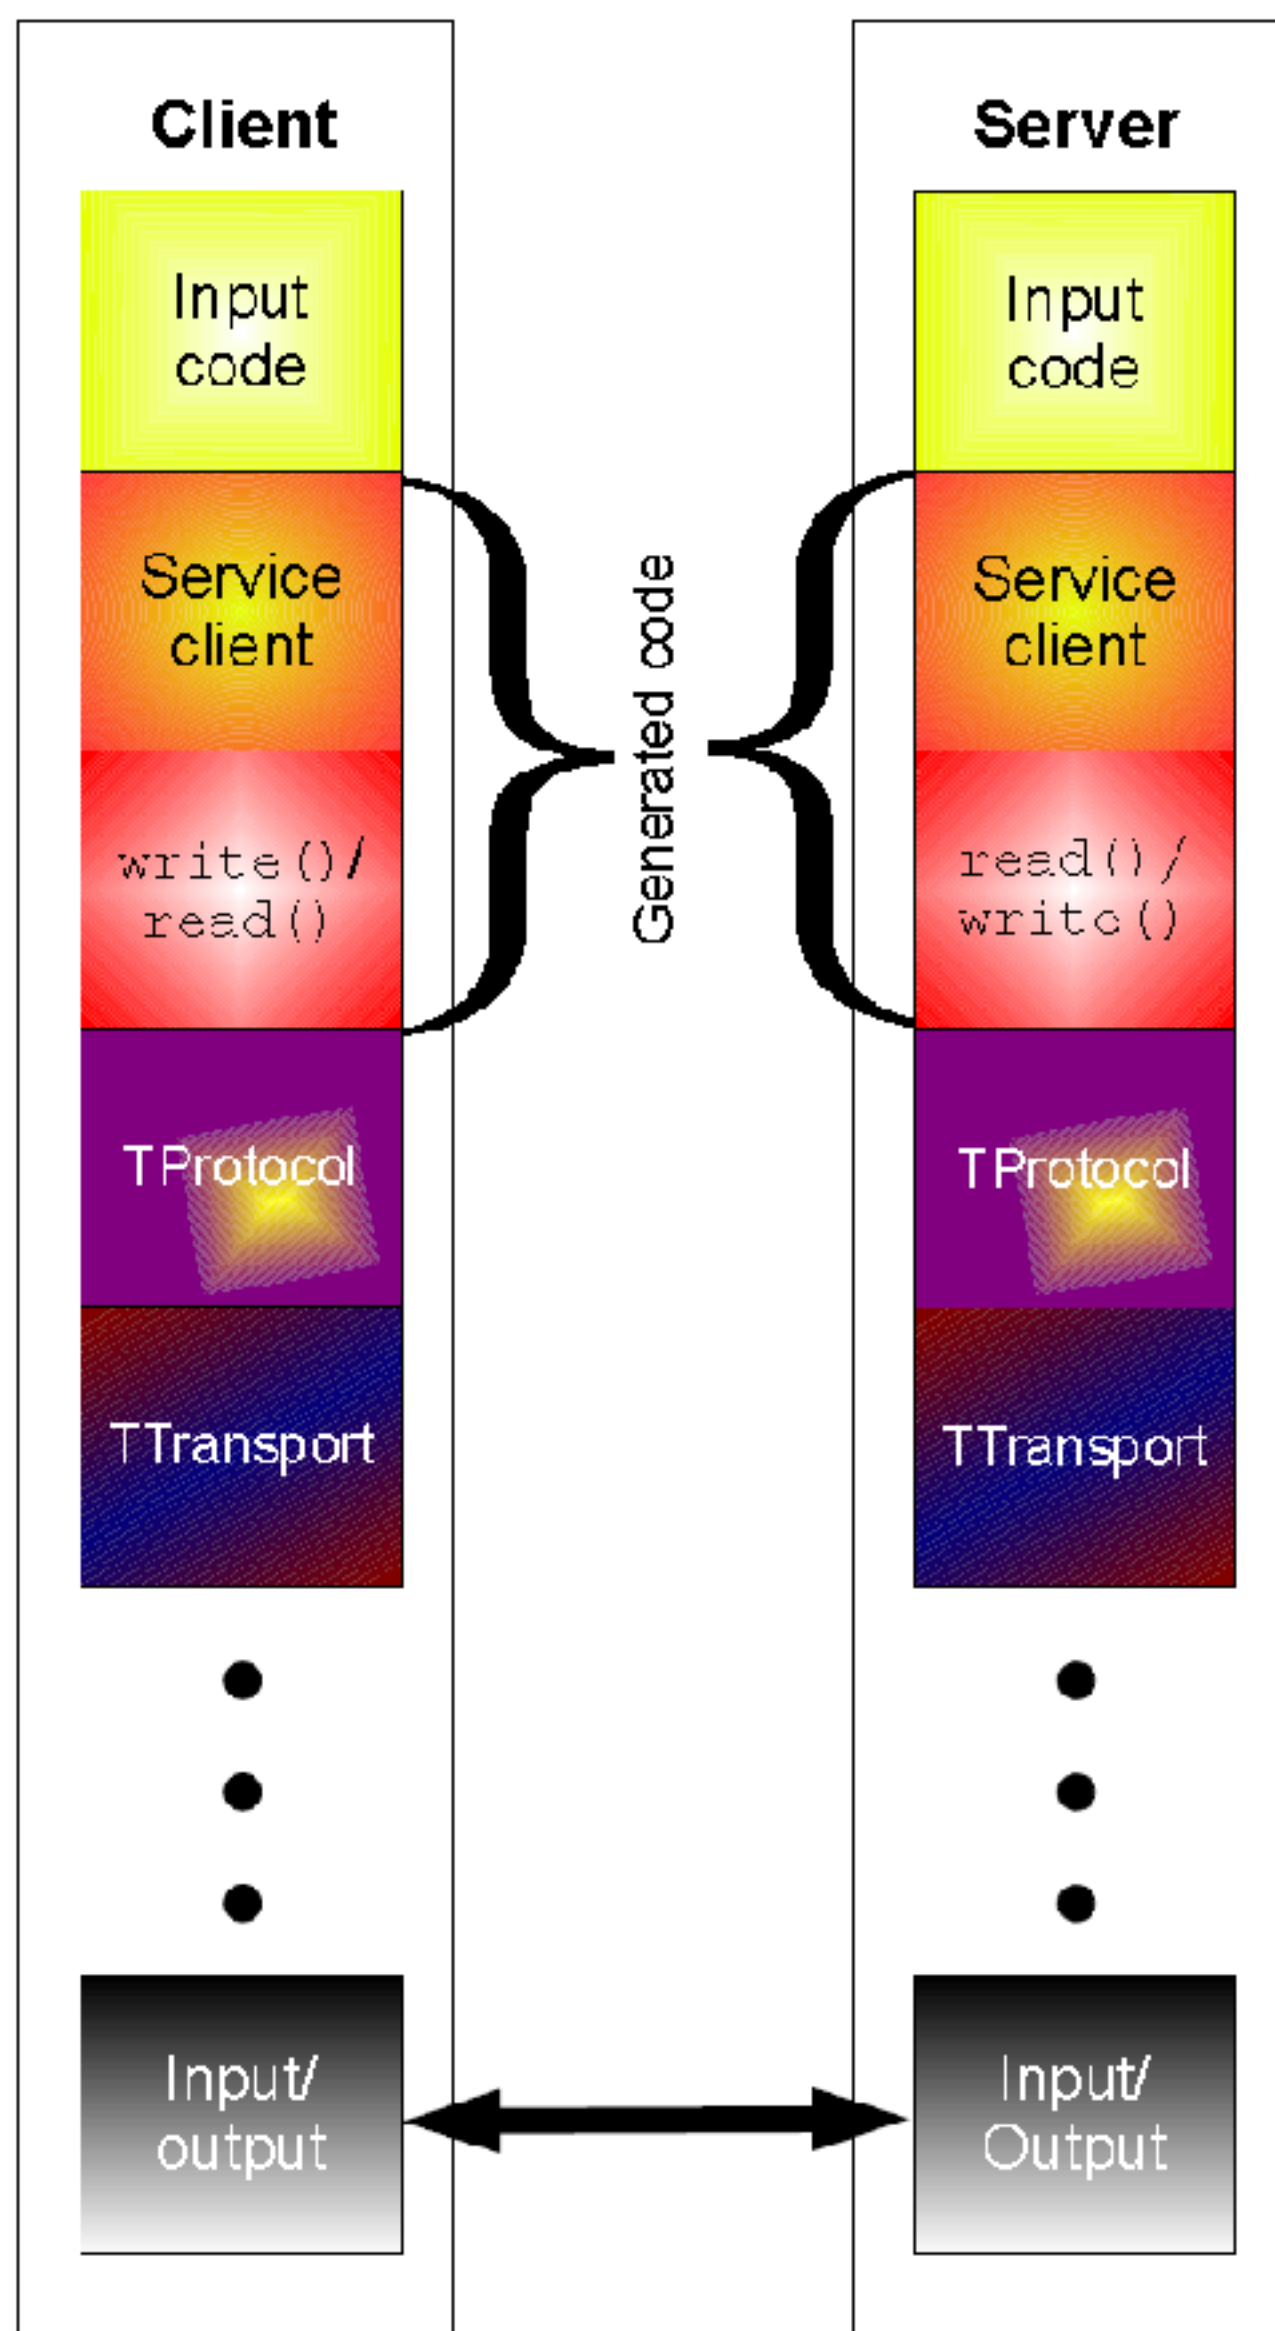 Client
Input
code
Service
client
write()/
read()
TProtocol
TTransport
Input/
output
Generated code
Server
Input
code
Service
client
read()/
write()
TProtocol
TTransport
Input/
Output